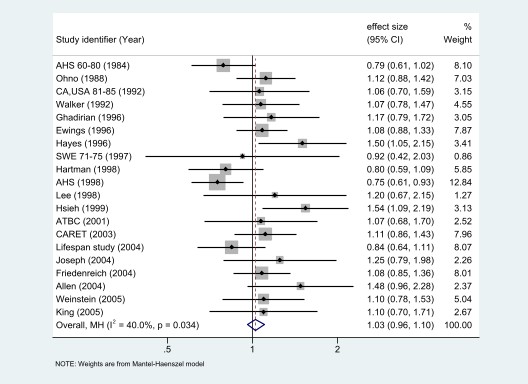 effect size %
Study identifier (Year) (95% CI) Weight
AHS 60-80 (1984) 0.79 (0.61, 1.02) 8.10
Ohno (1988) 1.12 (0.88, 1.42) 7.03
CA,USA 81-85 (1992) 1.06 (0.70, 1.59) 3.15
Walker (1992) 1.07 (0.78, 1.47) 4.55
Ghadirian (1996) 1.17 (0.79, 1.72) 3.05
Ewings (1996) 1.08 (0.88, 1.33) 7.87
Hayes (1996) 1.50 (1.05, 2.15) 3.41
SWE 71-75 (1997) 0.92 (0.42, 2.03) 0.86
Hartman (1998) 0.80 (0.59, 1.09) 5.85
AHS (1998) 0.75 (0.61, 0.93) 12.84
Lee (1998) 1.20 (0.67, 2.15) 1.27
Hsieh (1999) 1.54 (1.09, 2.19) 3.13
ATBC (2001) 1.07 (0.68, 1.70) 2.52
CARET (2003) 1.11 (0.86, 1.43) 7.96
Lifespan study (2004) 0.84 (0.64, 1.11) 8.07
Joseph (2004) 1.25 (0.79, 1.98) 2.26
Friedenreich (2004) 1.08 (0.85, 1.36) 8.01
Allen (2004) 1.48 (0.96, 2.28) 2.37
Weinstein (2005) 1.10 (0.78, 1.53) 5.04
King (2005) 1.10 (0.70, 1.71) 2.67
Overall, MH (I² = 40.0%, p = 0.034) 1.03 (0.96, 1.10) 100.00
.5 1 2
NOTE: Weights are from Mantel-Haenszel model